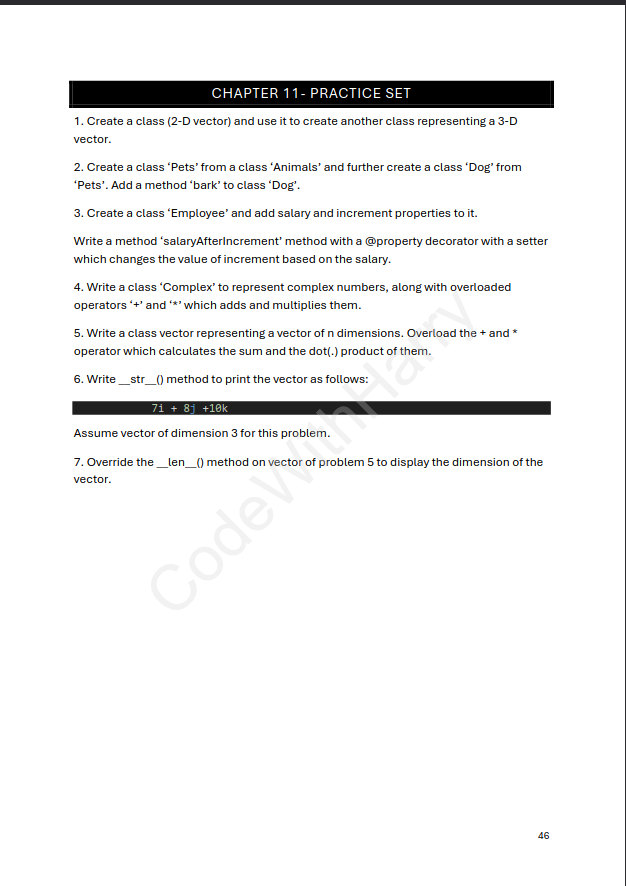 CHAPTER 11- PRACTICE SET
1. Create a class (2-D vector) and use it to create another class representing a 3-D
vector.
2. Create a class ‘Pets’ from a class ‘Animals’ and further create a class ‘Dog’ from
‘Pets’. Add a method ‘bark’ to class ‘Dog’.
3. Create a class ‘Employee’ and add salary and increment properties to it.
Write a method ‘salaryAfterIncrement’ method with a @property decorator with a setter
which changes the value of increment based on the salary.
4. Write a class ‘Complex’ to represent complex numbers, along with overloaded
operators ‘+’ and ‘*’ which adds and multiplies them.
5. Write a class vector representing a vector of n dimensions. Overload the + and *
operator which calculates the sum and the dot(.) product of them.
6. Write __str__() method to print the vector as follows:
7i + 8j +10k
Assume vector of dimension 3 for this problem.
7. Override the __len__() method on vector of problem 5 to display the dimension of the
vector.
CodeWithHarry
46